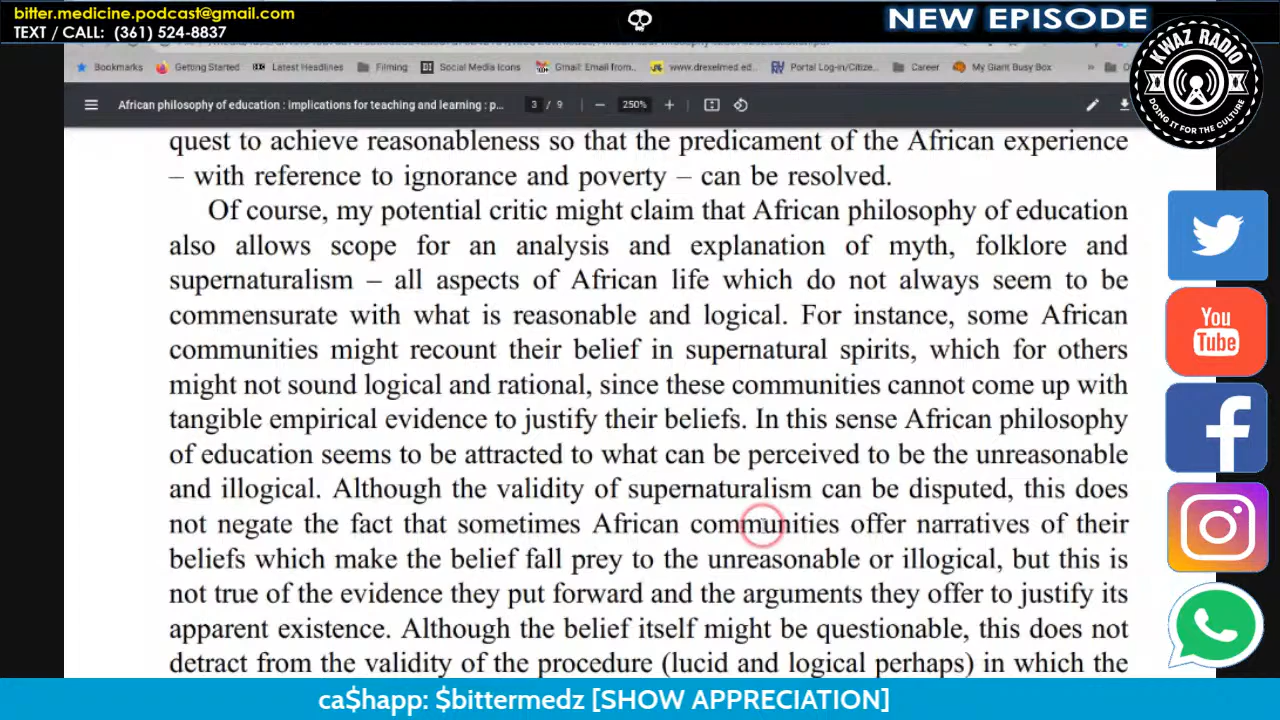 bitter.medicine.podcast@gmail.com
TEXT / CALL: (361) 524-8837
NEW EPISODE
KWAZ RADIO
DOING IT FOR THE CULTURE
Bookmarks Getting Started Latest Headlines Filming Social Media Icons Gmail: Email from... www.drexelmed.ed... Portal Log-in/Citize... Career My Giant Busy Box »
African philosophy of education : implications for teaching and learning : p... 3 / 9 — 250% +
quest to achieve reasonableness so that the predicament of the African experience
– with reference to ignorance and poverty – can be resolved.
Of course, my potential critic might claim that African philosophy of education
also allows scope for an analysis and explanation of myth, folklore and
supernaturalism – all aspects of African life which do not always seem to be
commensurate with what is reasonable and logical. For instance, some African
communities might recount their belief in supernatural spirits, which for others
might not sound logical and rational, since these communities cannot come up with
tangible empirical evidence to justify their beliefs. In this sense African philosophy
of education seems to be attracted to what can be perceived to be the unreasonable
and illogical. Although the validity of supernaturalism can be disputed, this does
not negate the fact that sometimes African communities offer narratives of their
beliefs which make the belief fall prey to the unreasonable or illogical, but this is
not true of the evidence they put forward and the arguments they offer to justify its
apparent existence. Although the belief itself might be questionable, this does not
detract from the validity of the procedure (lucid and logical perhaps) in which the
You
Tube
ca$happ: $bittermedz [SHOW APPRECIATION]